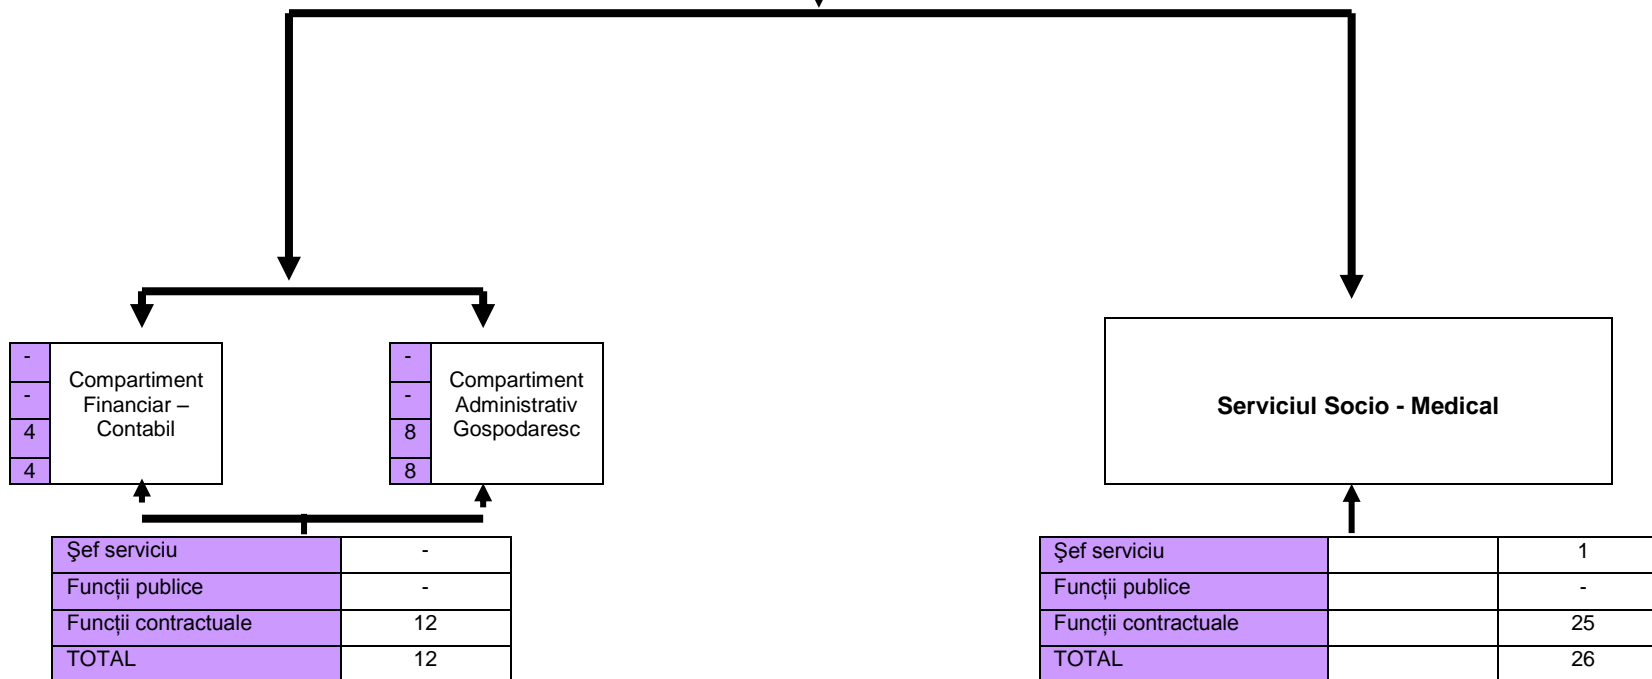 -
-
4
4
Compartiment
Financiar –
Contabil
-
-
8
8
Compartiment
Administrativ
Gospodaresc
Serviciul Socio - Medical
Şef serviciu -
Funcții publice -
Funcții contractuale 12
TOTAL 12
Şef serviciu 1
Funcții publice -
Funcții contractuale 25
TOTAL 26